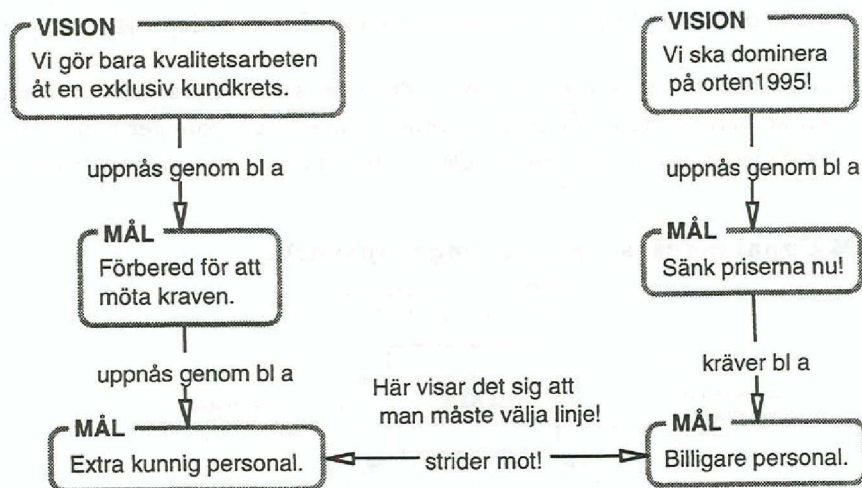 VISION
Vi gör bara kvalitetsarbeten
åt en exklusiv kundkrets.
uppnås genom bl a
MÅL
Förbered för att
möta kraven.
uppnås genom bl a
MÅL
Extra kunnig personal.
VISION
Vi ska dominera
på orten1995!
uppnås genom bl a
MÅL
Sänk priserna nu!
kräver bl a
MÅL
Billigare personal.
Här visar det sig att
man måste välja linje!
strider mot!